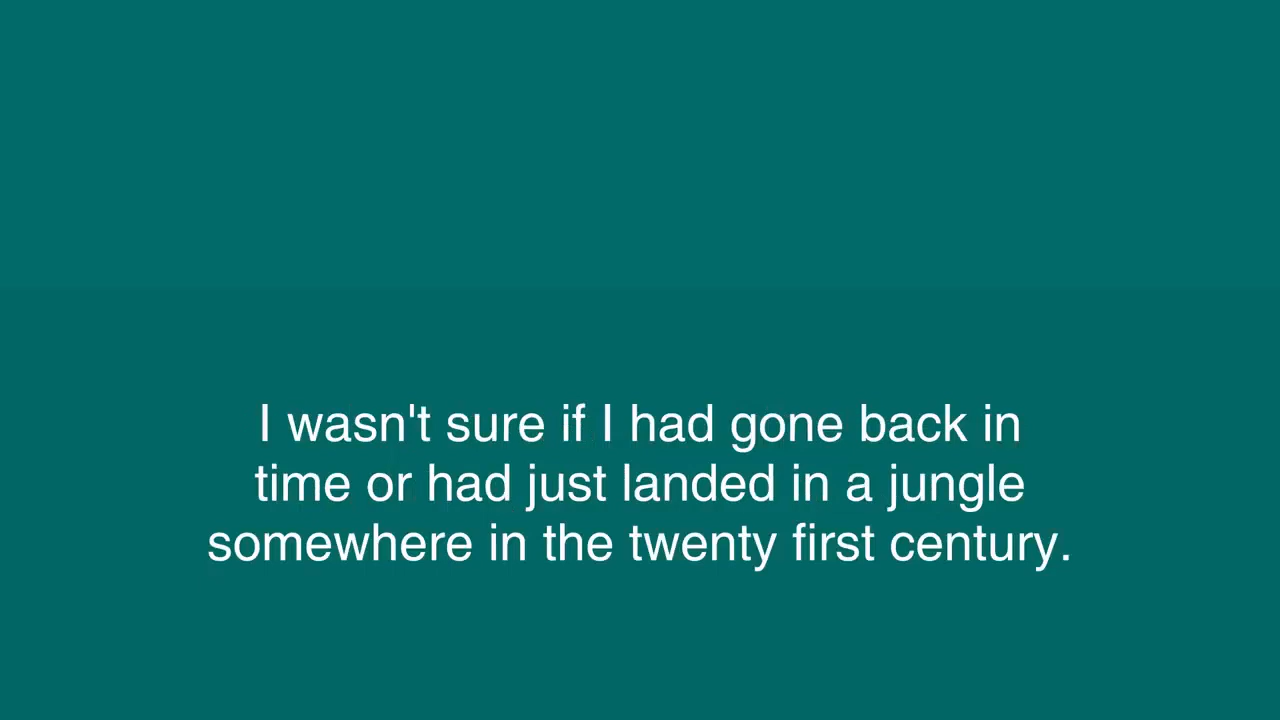 I wasn't sure if I had gone back in
time or had just landed in a jungle
somewhere in the twenty first century.